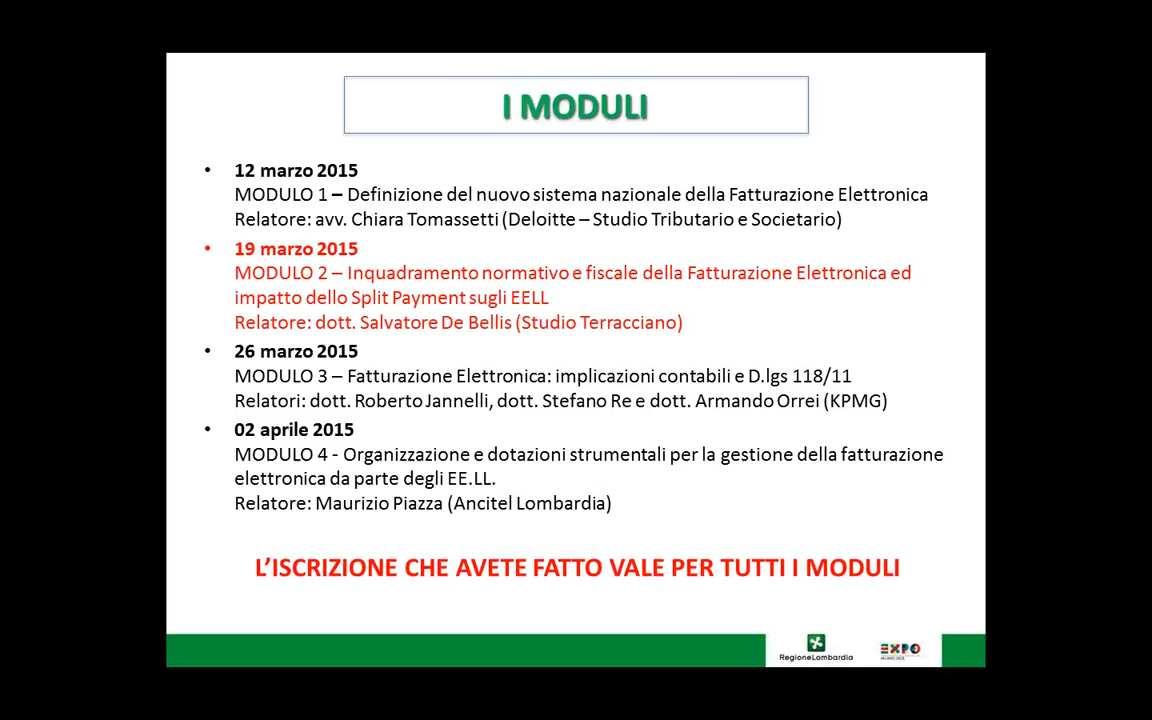 I MODULI
• 12 marzo 2015
MODULO 1 – Definizione del nuovo sistema nazionale della Fatturazione Elettronica
Relatore: avv. Chiara Tomassetti (Deloitte – Studio Tributario e Societario)
• 19 marzo 2015
MODULO 2 – Inquadramento normativo e fiscale della Fatturazione Elettronica ed
impatto dello Split Payment sugli EELL
Relatore: dott. Salvatore De Bellis (Studio Terracciano)
• 26 marzo 2015
MODULO 3 – Fatturazione Elettronica: implicazioni contabili e D.lgs 118/11
Relatori: dott. Roberto Jannelli, dott. Stefano Re e dott. Armando Orrei (KPMG)
• 02 aprile 2015
MODULO 4 - Organizzazione e dotazioni strumentali per la gestione della fatturazione
elettronica da parte degli EE.LL.
Relatore: Maurizio Piazza (Ancitel Lombardia)
L’ISCRIZIONE CHE AVETE FATTO VALE PER TUTTI I MODULI
RegioneLombardia
EXPO
MILANO 2015